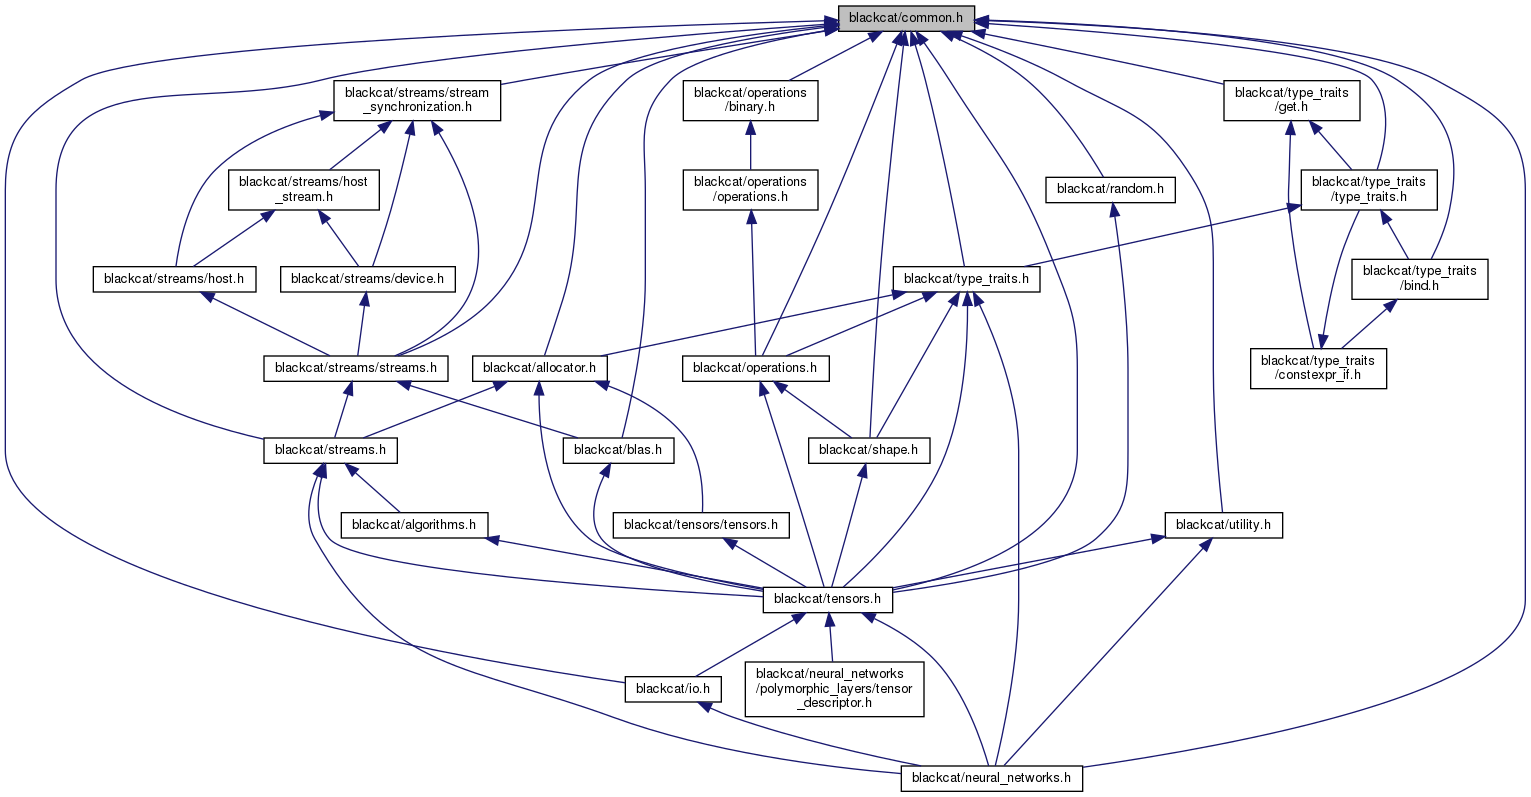 blackcat/common.h
blackcat/streams/stream
_synchronization.h
blackcat/operations
/binary.h
blackcat/type_traits
/get.h
blackcat/streams/host
_stream.h
blackcat/operations
/operations.h
blackcat/random.h
blackcat/type_traits
/type_traits.h
blackcat/streams/host.h
blackcat/streams/device.h
blackcat/type_traits.h
blackcat/type_traits
/bind.h
blackcat/streams/streams.h
blackcat/allocator.h
blackcat/operations.h
blackcat/type_traits
/constexpr_if.h
blackcat/streams.h
blackcat/blas.h
blackcat/shape.h
blackcat/algorithms.h
blackcat/tensors/tensors.h
blackcat/utility.h
blackcat/tensors.h
blackcat/io.h
blackcat/neural_networks
/polymorphic_layers/tensor
_descriptor.h
blackcat/neural_networks.h